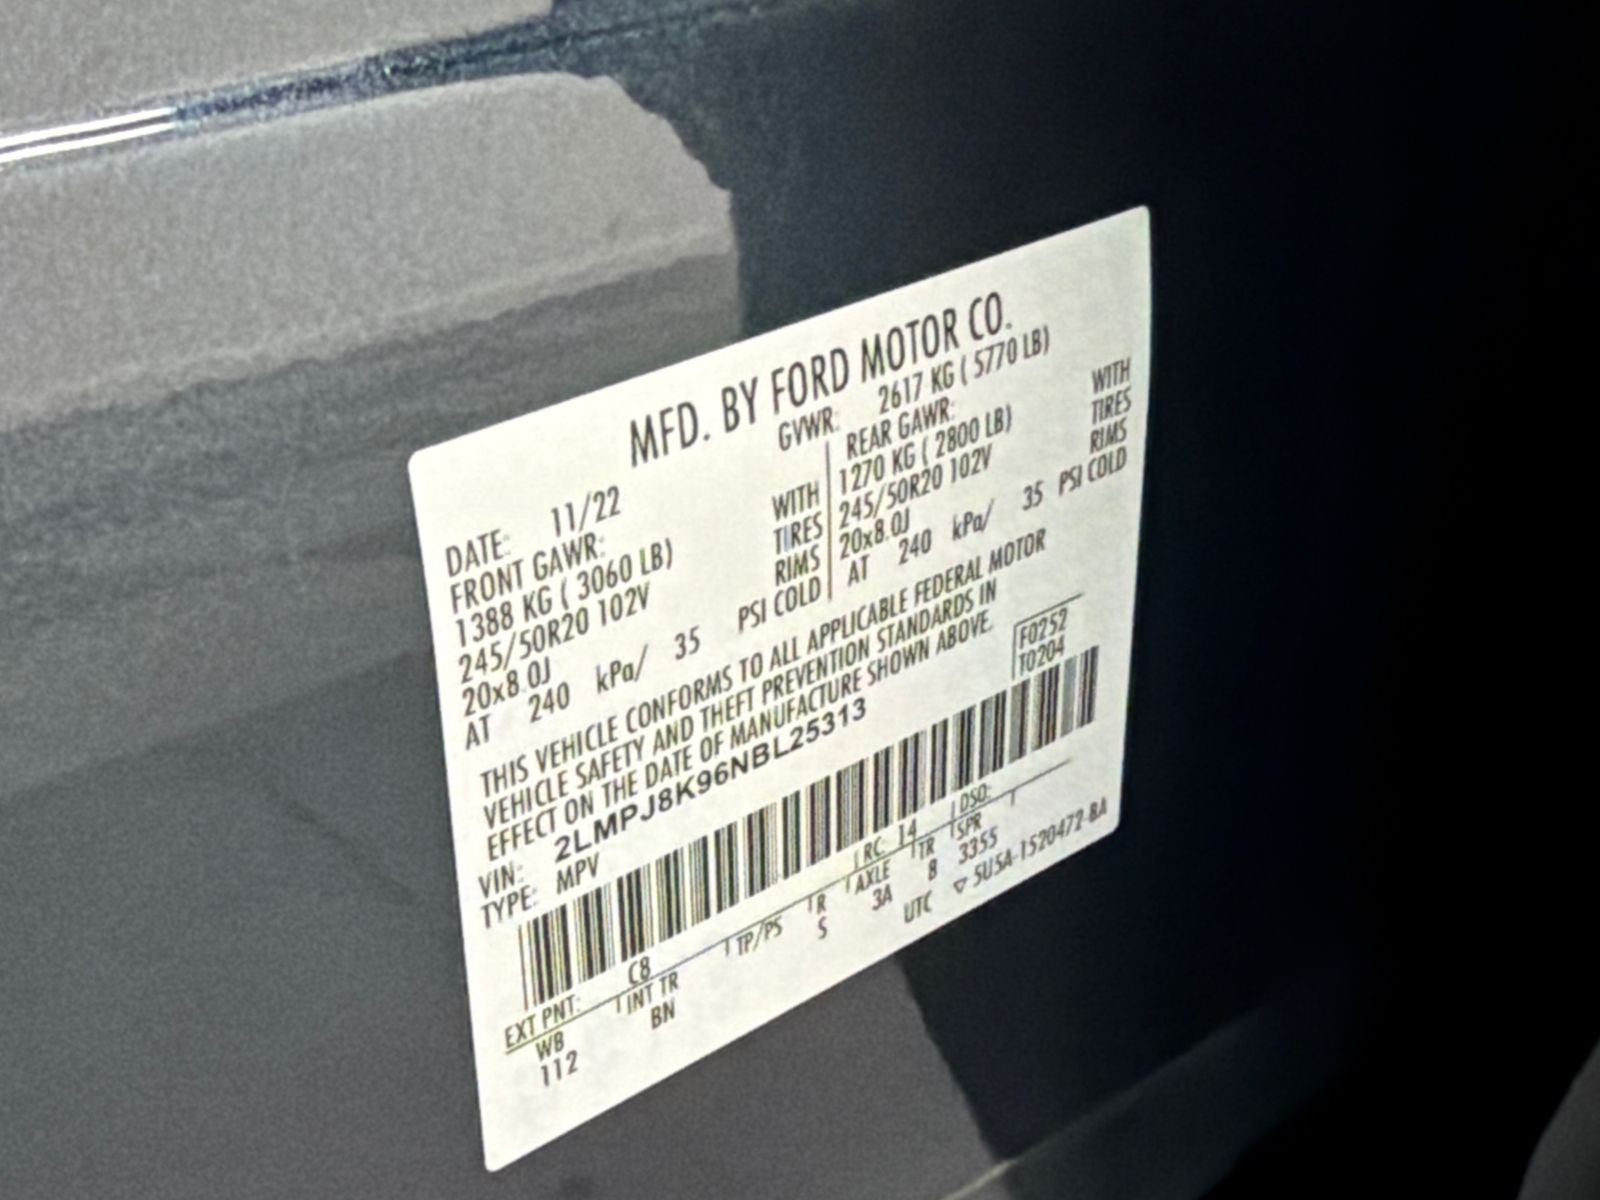 MFD. BY FORD MOTOR CO.
DATE: 11/22
GVWR: 2617 KG ( 5770 LB)
FRONT GAWR:
1388 KG ( 3060 LB) WITH
245/50R20 102V TIRES
20x8.0J RIMS
AT 240 kPa/ 35 PSI COLD
REAR GAWR:
1270 KG ( 2800 LB) WITH
245/50R20 102V TIRES
20x8.0J RIMS
AT 240 kPa/ 35 PSI COLD
THIS VEHICLE CONFORMS TO ALL APPLICABLE FEDERAL MOTOR
VEHICLE SAFETY AND THEFT PREVENTION STANDARDS IN
EFFECT ON THE DATE OF MANUFACTURE SHOWN ABOVE.
VIN: 2LMPJ8K96NBL25313
TYPE: MPV
F0252
T0204
EXT PNT: C8 RC: 14 DSO:
WB INT TR TP/PS R AXLE TR SPR
112 BN S 3A 8 3355
UTC ▽ 5U5A-1520472-BA